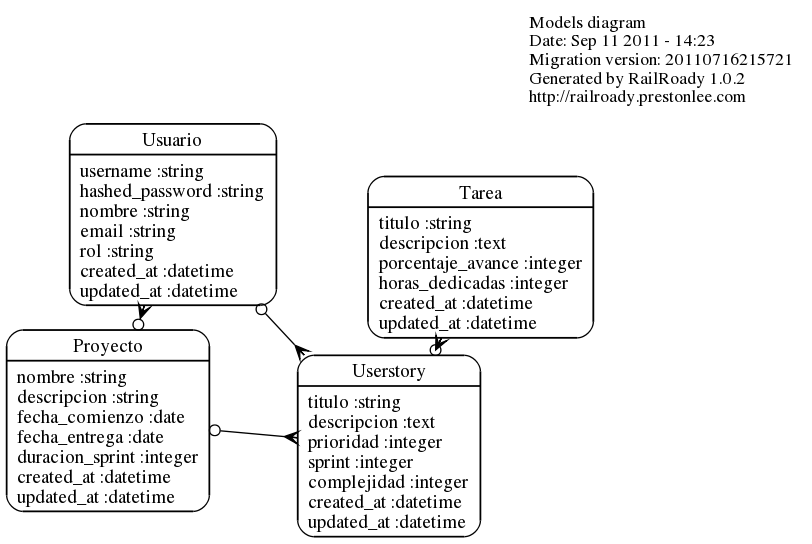 Models diagram
Date: Sep 11 2011 - 14:23
Migration version: 20110716215721
Generated by RailRoady 1.0.2
http://railroady.prestonlee.com
Usuario
username :string
hashed_password :string
nombre :string
email :string
rol :string
created_at :datetime
updated_at :datetime
Tarea
titulo :string
descripcion :text
porcentaje_avance :integer
horas_dedicadas :integer
created_at :datetime
updated_at :datetime
Proyecto
nombre :string
descripcion :string
fecha_comienzo :date
fecha_entrega :date
duracion_sprint :integer
created_at :datetime
updated_at :datetime
Userstory
titulo :string
descripcion :text
prioridad :integer
sprint :integer
complejidad :integer
created_at :datetime
updated_at :datetime